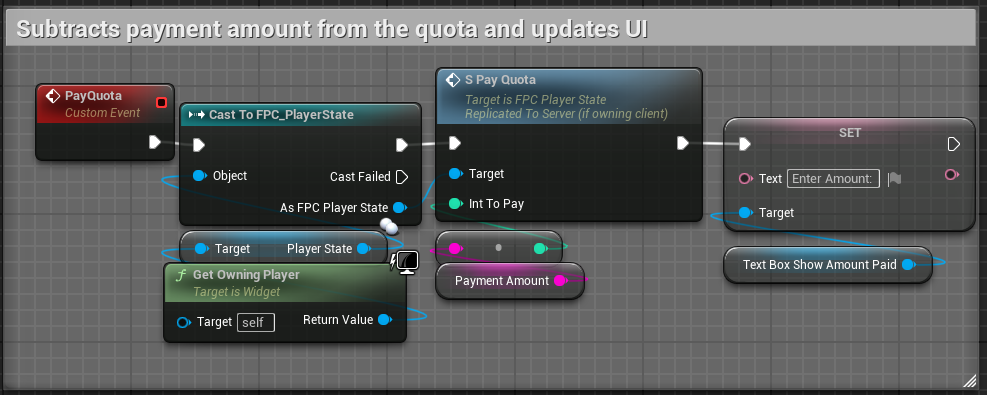 Subtracts payment amount from the quota and updates UI
PayQuota
Custom Event
Cast To FPC_PlayerState
Object
Cast Failed
As FPC Player State
Target
Player State
f Get Owning Player
Target is Widget
Target self
Return Value
S Pay Quota
Target is FPC Player State
Replicated To Server (if owning client)
Target
Int To Pay
Payment Amount
SET
Text Enter Amount:
Target
Text Box Show Amount Paid